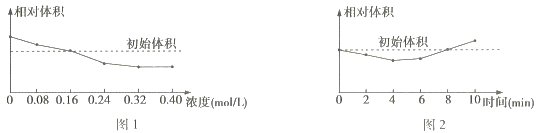 相对体积
初始体积
0 0.08 0.16 0.24 0.32 0.40
浓度(mol/L)
图1
相对体积
初始体积
0 2 4 6 8 10 时间(min)
图2